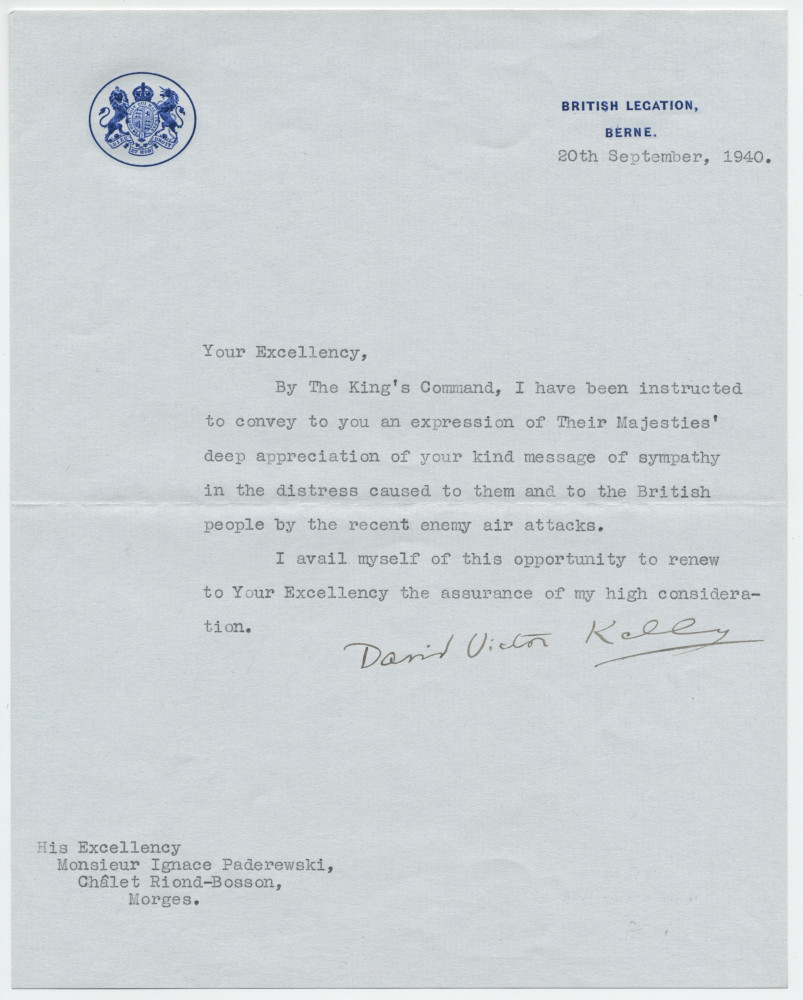 BRITISH LEGATION,
BERNE.
20th September, 1940.
Your Excellency,
By The King's Command, I have been instructed
to convey to you an expression of Their Majesties'
deep appreciation of your kind message of sympathy
in the distress caused to them and to the British
people by the recent enemy air attacks.
I avail myself of this opportunity to renew
to Your Excellency the assurance of my high considera-
tion.
David Victor Kelly
His Excellency
Monsieur Ignace Paderewski,
Châlet Riond-Bosson,
Morges.